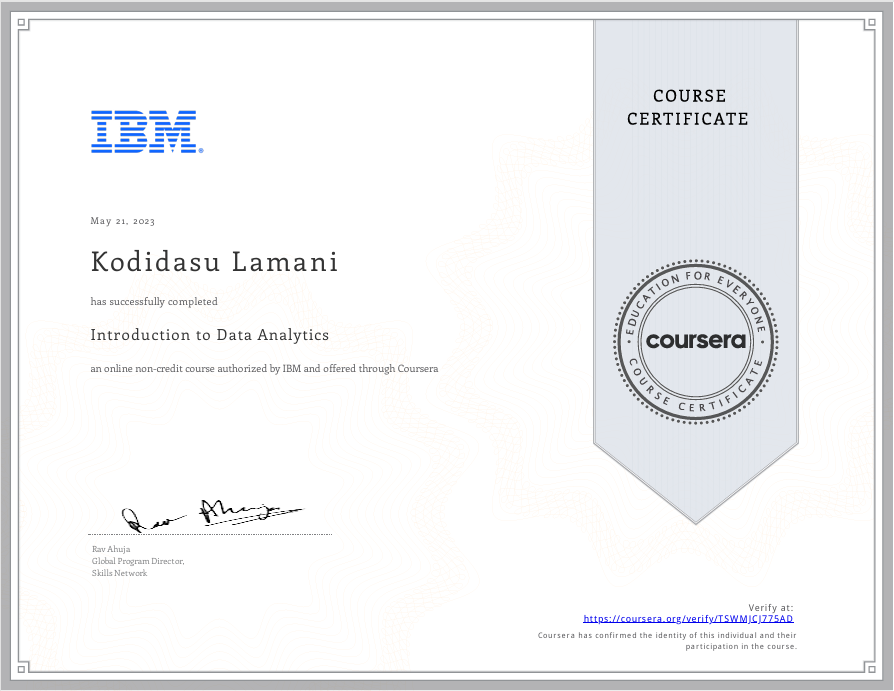 COURSE
CERTIFICATE
IBM®
May 21, 2023
Kodidasu Lamani
has successfully completed
Introduction to Data Analytics
an online non-credit course authorized by IBM and offered through Coursera
EDUCATION FOR EVERYONE
coursera
COURSE CERTIFICATE
Rav Ahuja
Rav Ahuja
Global Program Director,
Skills Network
Verify at:
https://coursera.org/verify/TSWMJCJ775AD
Coursera has confirmed the identity of this individual and their
participation in the course.